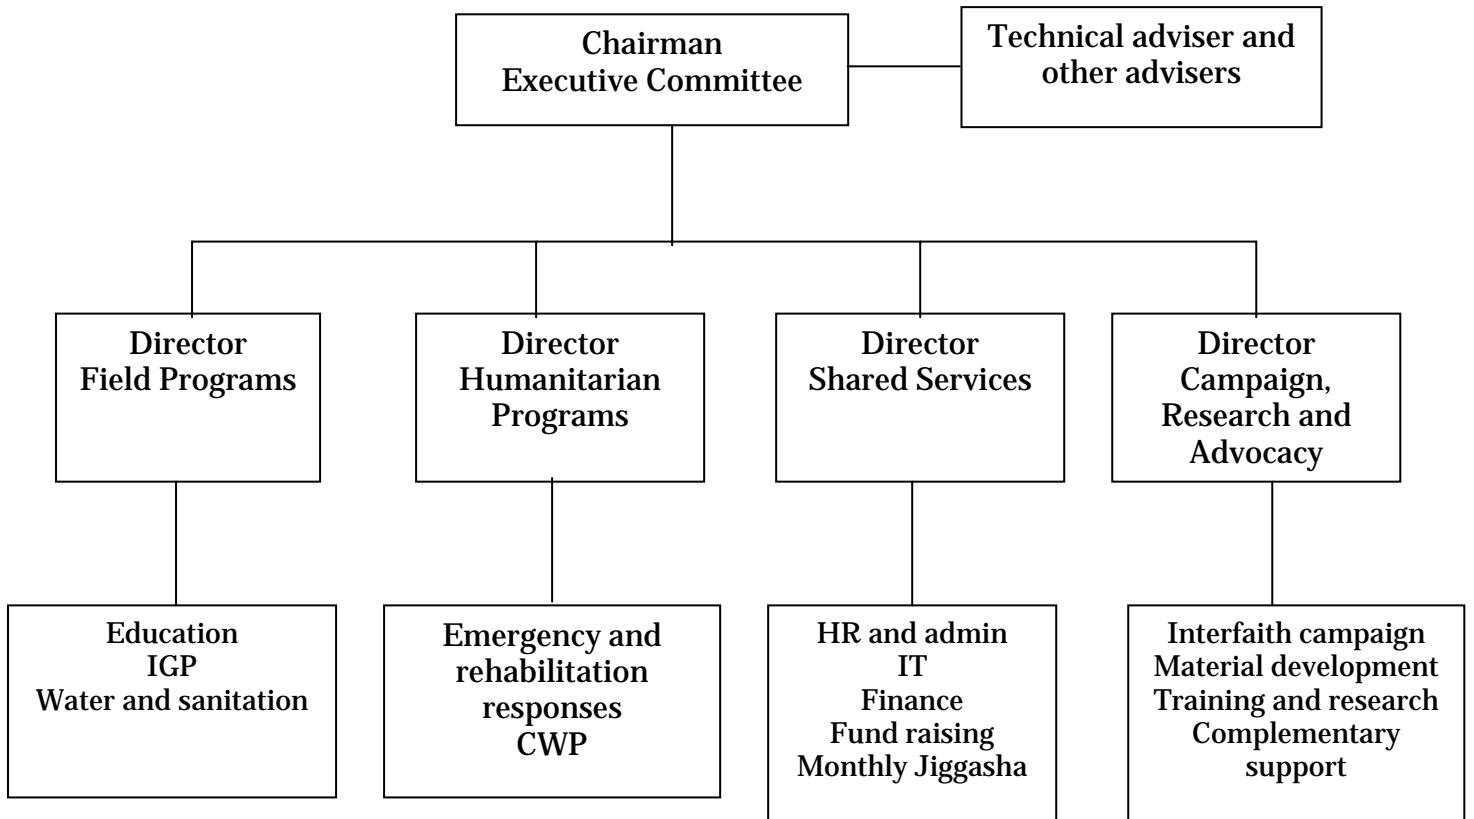 Chairman
Executive Committee
Technical adviser and
other advisers
Director
Field Programs
Director
Humanitarian
Programs
Director
Shared Services
Director
Campaign,
Research and
Advocacy
Education
IGP
Water and sanitation
Emergency and
rehabilitation
responses
CWP
HR and admin
IT
Finance
Fund raising
Monthly Jiggasha
Interfaith campaign
Material development
Training and research
Complementary
support